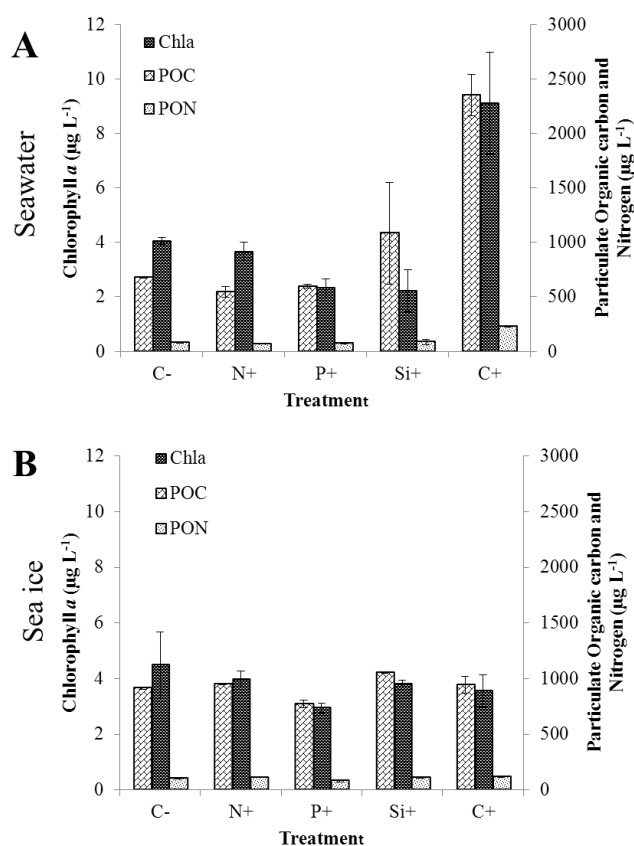 A
Seawater
Chlorophyll a (µg L-1)
12
10
8
6
4
2
0
Chla
POC
PON
3000
2500
2000
1500
1000
500
0
Particulate Organic carbon and
Nitrogen (µg L-1)
C- N+ P+ Si+ C+
Treatment
B
Sea ice
Chlorophyll a (µg L-1)
12
10
8
6
4
2
0
Chla
POC
PON
3000
2500
2000
1500
1000
500
0
Particulate Organic carbon and
Nitrogen (µg L-1)
C- N+ P+ Si+ C+
Treatment